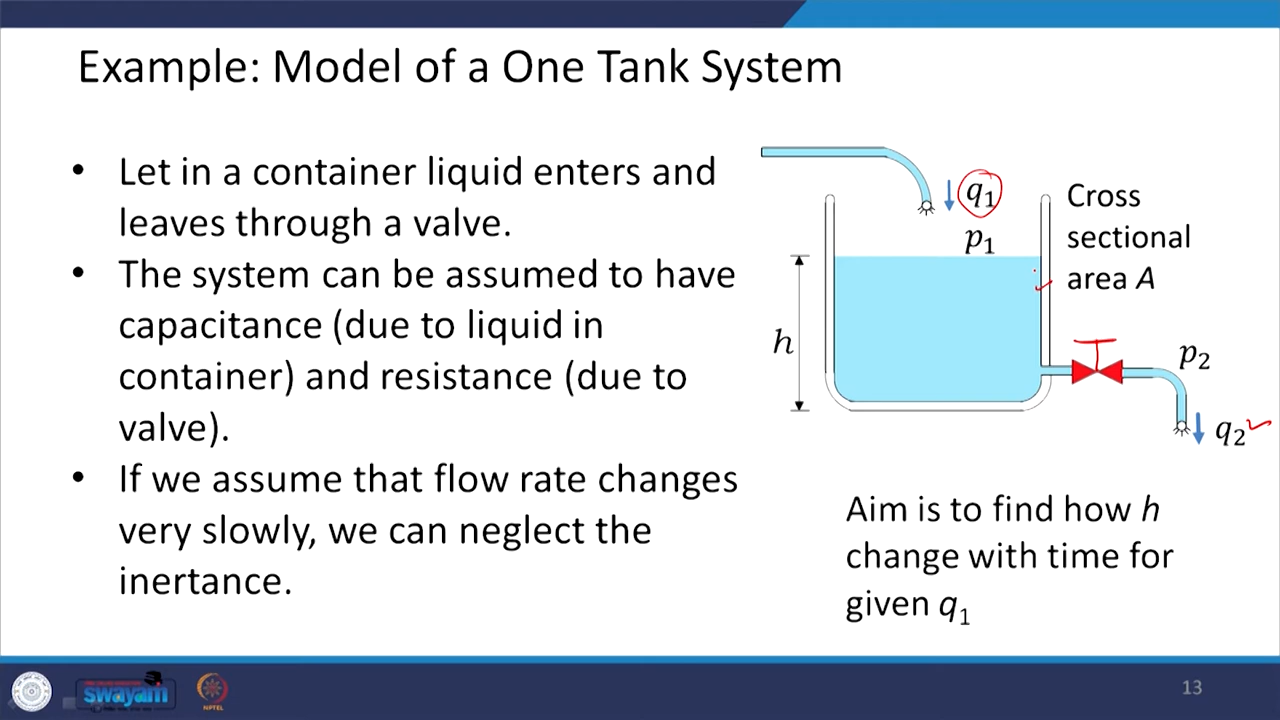 Example: Model of a One Tank System
• Let in a container liquid enters and
leaves through a valve.
• The system can be assumed to have
capacitance (due to liquid in
container) and resistance (due to
valve).
• If we assume that flow rate changes
very slowly, we can neglect the
inertance.
q₁
p₁
Cross
sectional
area A
h
p₂
q₂
Aim is to find how h
change with time for
given q₁
swayam
NPTEL
13